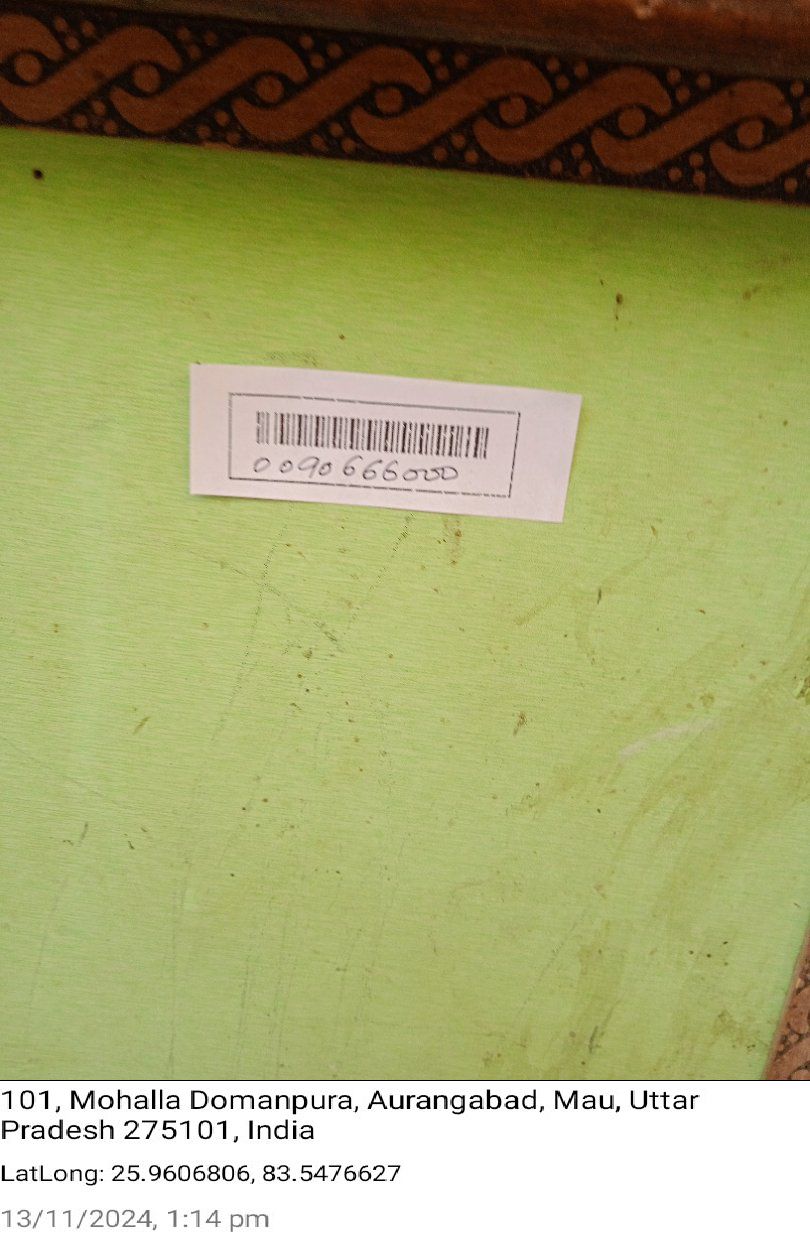 0090666000
101, Mohalla Domanpura, Aurangabad, Mau, Uttar
Pradesh 275101, India
LatLong: 25.9606806, 83.5476627
13/11/2024, 1:14 pm